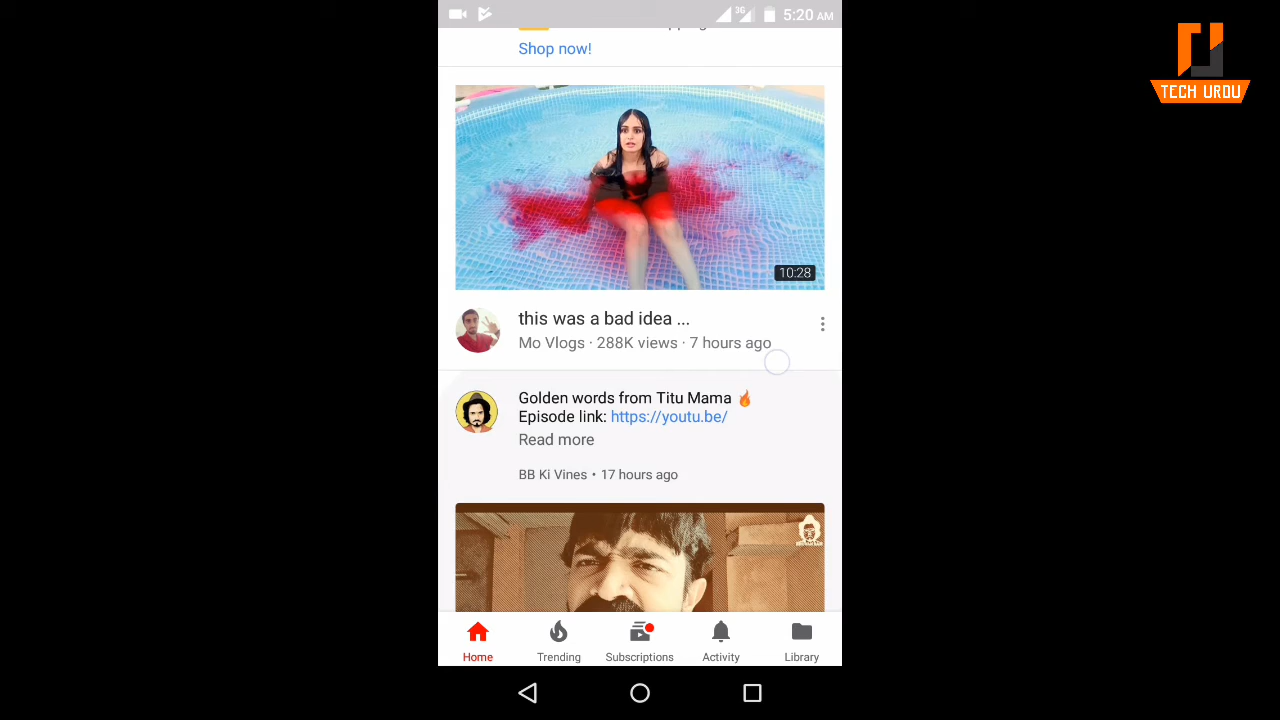 3G
5:20 AM
TECH URDU
Shop now!
10:28
this was a bad idea ...
Mo Vlogs · 288K views · 7 hours ago
Golden words from Titu Mama 🔥
Episode link: https://youtu.be/
Read more
BB Ki Vines • 17 hours ago
Home
Trending
Subscriptions
Activity
Library